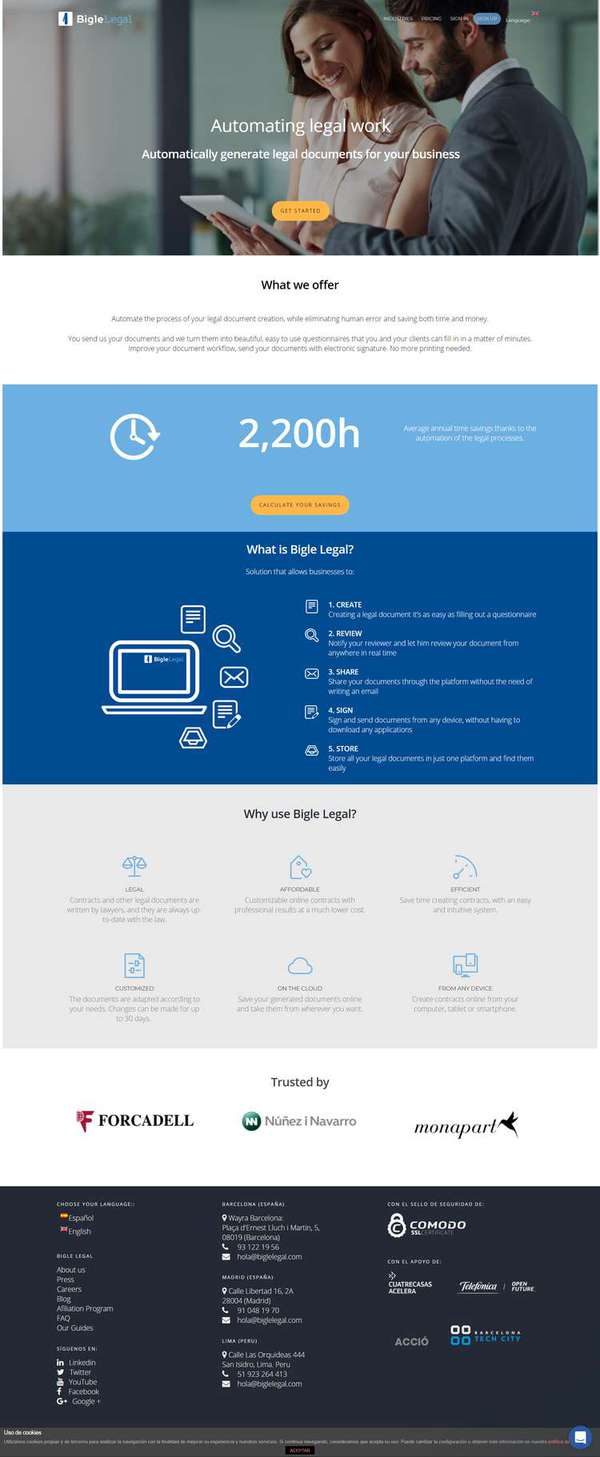 BigleLegal
INDUSTRIES PRICING SIGN IN SIGN UP Language:
Automating legal work
Automatically generate legal documents for your business
GET STARTED
What we offer
Automate the process of your legal document creation, while eliminating human error and saving both time and money.
You send us your documents and we turn them into beautiful, easy to use questionnaires that you and your clients can fill in in a matter of minutes.
Improve your document workflow, send your documents with electronic signature. No more printing needed.
2,200h
Average annual time savings thanks to the
automation of the legal processes.
CALCULATE YOUR SAVINGS
What is Bigle Legal?
Solution that allows businesses to:
BigleLegal
1. CREATE
Creating a legal document it's as easy as filling out a questionnaire
2. REVIEW
Notify your reviewer and let him review your document from
anywhere in real time
3. SHARE
Share your documents through the platform without the need of
writing an email
4. SIGN
Sign and send documents from any device, without having to
download any applications
5. STORE
Store all your legal documents in just one platform and find them
easily
Why use Bigle Legal?
LEGAL
Contracts and other legal documents are
written by lawyers, and they are always up-
to-date with the law.
AFFORDABLE
Customizable online contracts with
professional results at a much lower cost.
EFFICIENT
Save time creating contracts, with an easy
and intuitive system.
CUSTOMIZED
The documents are adapted according to
your needs. Changes can be made for up
to 30 days.
ON THE CLOUD
Save your generated documents online
and take them from wherever you want.
FROM ANY DEVICE
Create contracts online from your
computer, tablet or smartphone.
Trusted by
FORCADELL
Núñez i Navarro
monapart
CHOOSE YOUR LANGUAGE::
Español
English
BIGLE LEGAL
About us
Press
Careers
Blog
Afiliation Program
FAQ
Our Guides
SÍGUENOS EN:
Linkedin
Twitter
YouTube
Facebook
Google +
BARCELONA (ESPAÑA)
Wayra Barcelona:
Plaça d'Ernest Lluch i Martin, 5,
08019 (Barcelona)
93 122 19 56
hola@biglelegal.com
MADRID (ESPAÑA)
Calle Libertad 16, 2A
28004 (Madrid)
91 048 19 70
hola@biglelegal.com
LIMA (PERU)
Calle Las Orquideas 444
San Isidro, Lima. Peru
51 923 264 413
hola@biglelegal.com
CON EL SELLO DE SEGURIDAD DE:
COMODO
SSL CERTIFICATE
CON EL APOYO DE:
CUATRECASAS
ACELERA
Telefónica
OPEN
FUTURE_
ACCIÓ
BARCELONA
TECH CITY
Uso de cookies
Utilizamos cookies propias y de terceros para analizar la navegación con la finalidad de mejorar su experiencia y nuestros servicios. Si continua navegando, consideramos que acepta su uso. Puede cambiar la configuración u obtener más información en nuestra política de
ACEPTAR